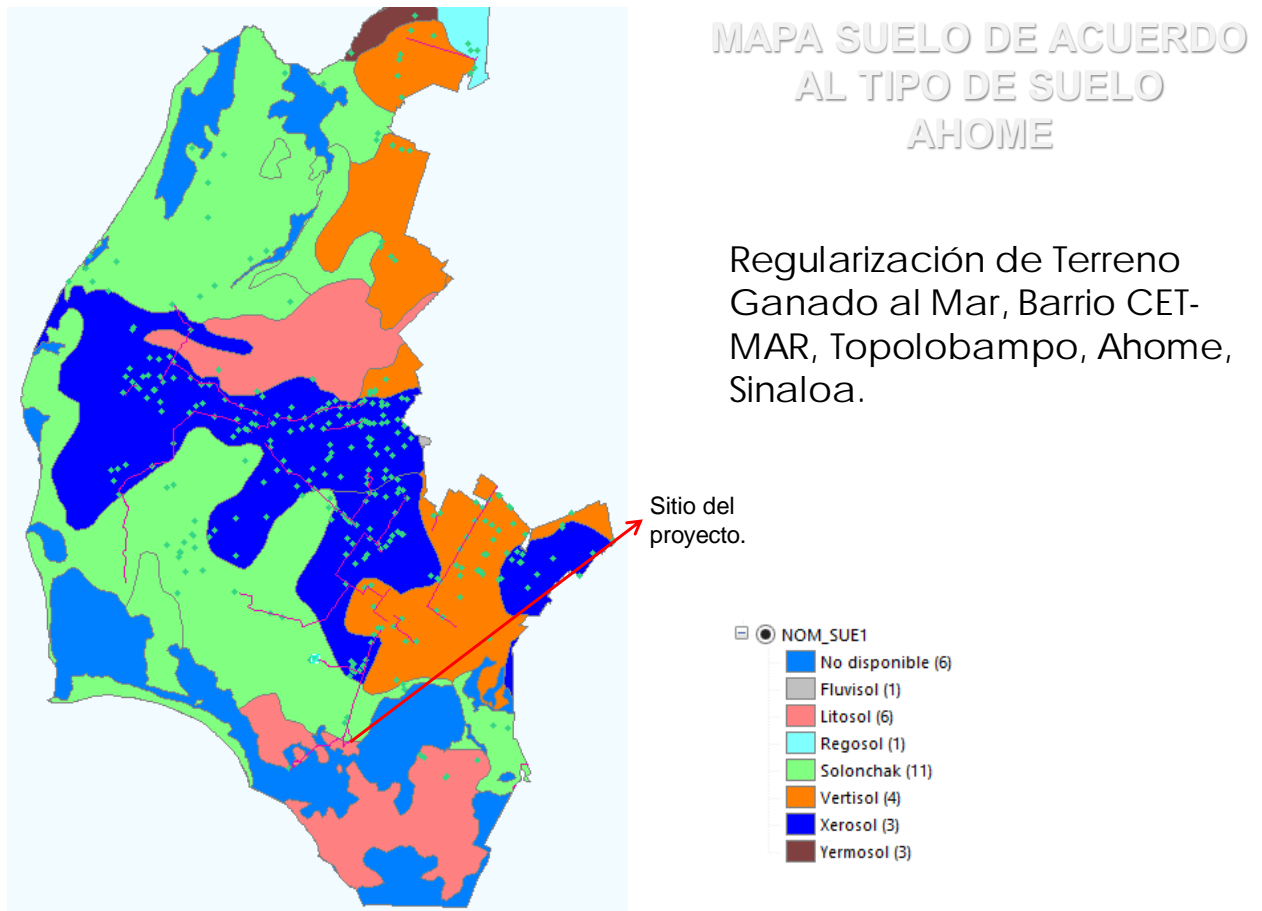 MAPA SUELO DE ACUERDO
AL TIPO DE SUELO
AHOME
Regularización de Terreno
Ganado al Mar, Barrio CET-
MAR, Topolobampo, Ahome,
Sinaloa.
Sitio del
proyecto.
NOM_SUE1
No disponible (6)
Fluvisol (1)
Litosol (6)
Regosol (1)
Solonchak (11)
Vertisol (4)
Xerosol (3)
Yermosol (3)